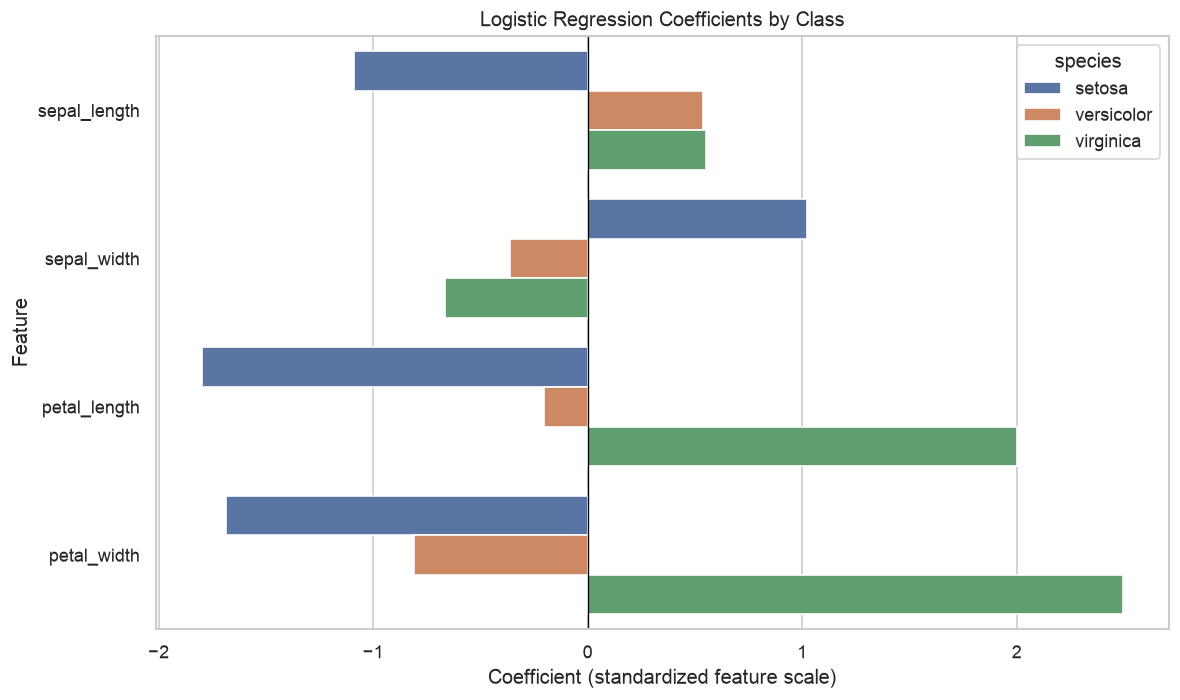 Logistic Regression Coefficients by Class
species
setosa
versicolor
virginica
Feature
sepal_length
sepal_width
petal_length
petal_width
−2 −1 0 1 2
Coefficient (standardized feature scale)